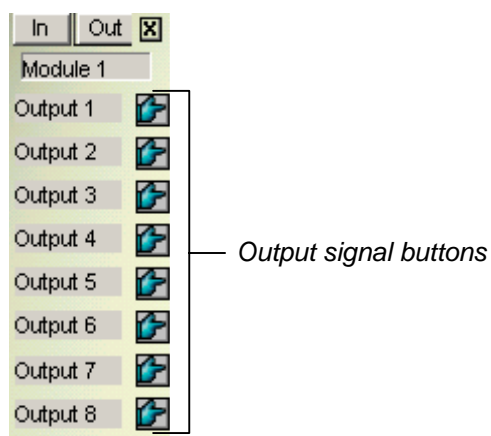 In Out X
Module 1
Output 1
Output 2
Output 3
Output 4
Output signal buttons
Output 5
Output 6
Output 7
Output 8